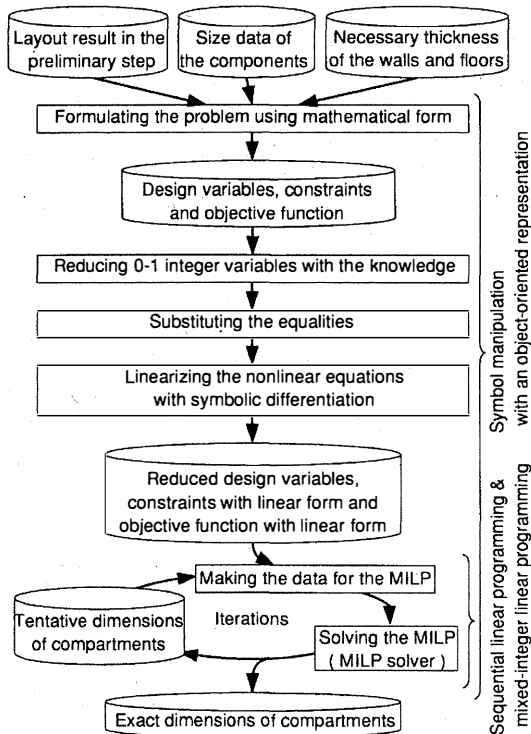 Layout result in the
preliminary step
Size data of
the components
Necessary thickness
of the walls and floors
Formulating the problem using mathematical form
Design variables, constraints
and objective function
Reducing 0-1 integer variables with the knowledge
Substituting the equalities
Linearizing the nonlinear equations
with symbolic differentiation
Reduced design variables,
constraints with linear form and
objective function with linear form
Making the data for the MILP
Tentative dimensions
of compartments
Iterations
Solving the MILP
( MILP solver )
Exact dimensions of compartments
Symbol manipulation
with an object-oriented representation
Sequential linear programming &
mixed-integer linear programming